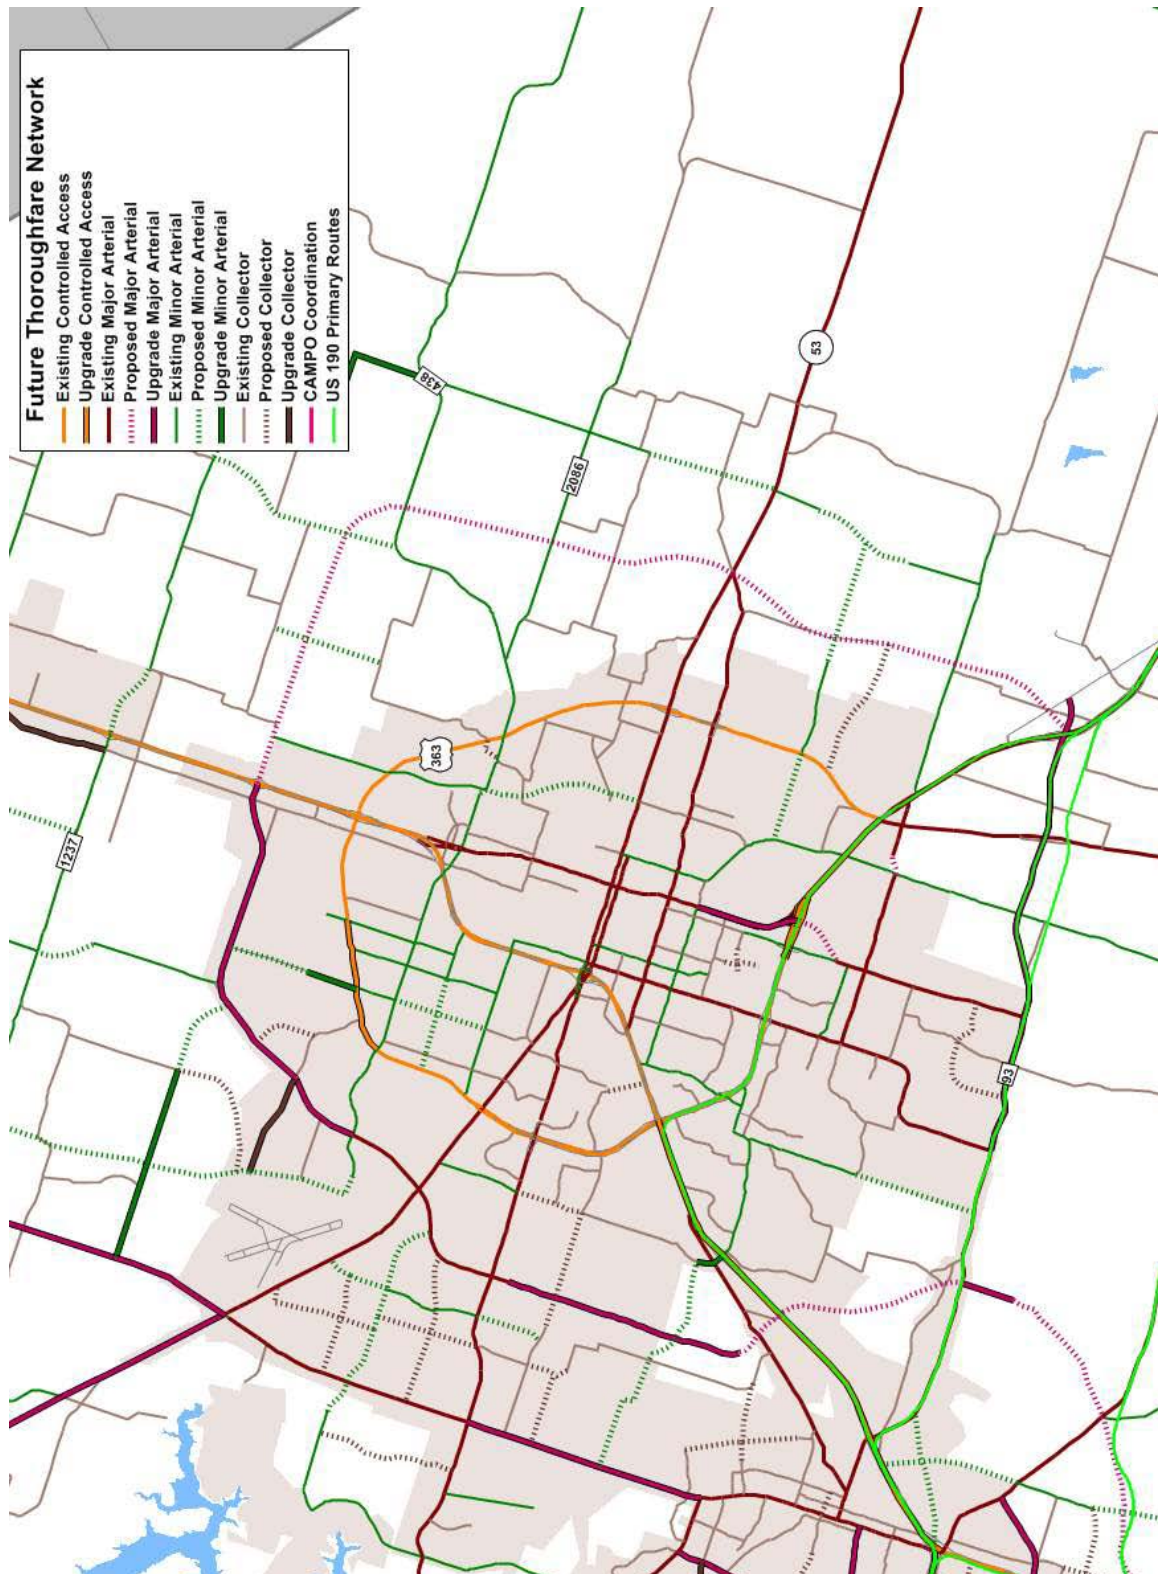 Future Thoroughfare Network
Existing Controlled Access
Upgrade Controlled Access
Existing Major Arterial
Proposed Major Arterial
Upgrade Major Arterial
Existing Minor Arterial
Proposed Minor Arterial
Upgrade Minor Arterial
Existing Collector
Proposed Collector
Upgrade Collector
CAMPO Coordination
US 190 Primary Routes
1237
363
438
2086
53
93